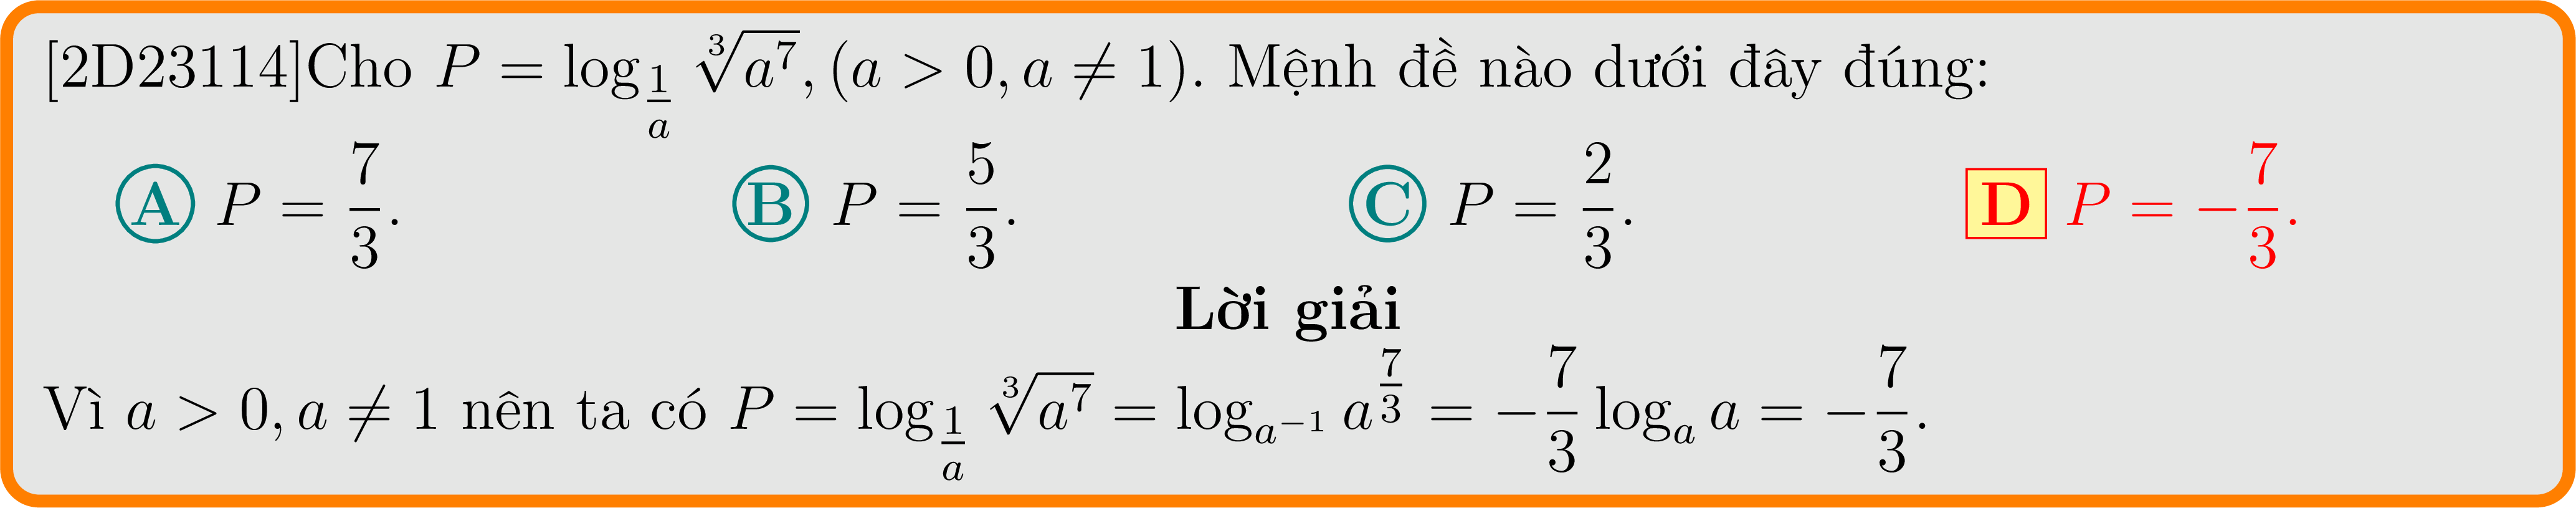 [2D23114]Cho $P = \log_{\frac{1}{a}} \sqrt[3]{a^7}, (a > 0, a \neq 1)$. Mệnh đề nào dưới đây đúng:
A $P = \frac{7}{3}$. B $P = \frac{5}{3}$. C $P = \frac{2}{3}$. D $P = -\frac{7}{3}$.
Lời giải
Vì $a > 0, a \neq 1$ nên ta có $P = \log_{\frac{1}{a}} \sqrt[3]{a^7} = \log_{a^{-1}} a^{\frac{7}{3}} = -\frac{7}{3} \log_a a = -\frac{7}{3}$.